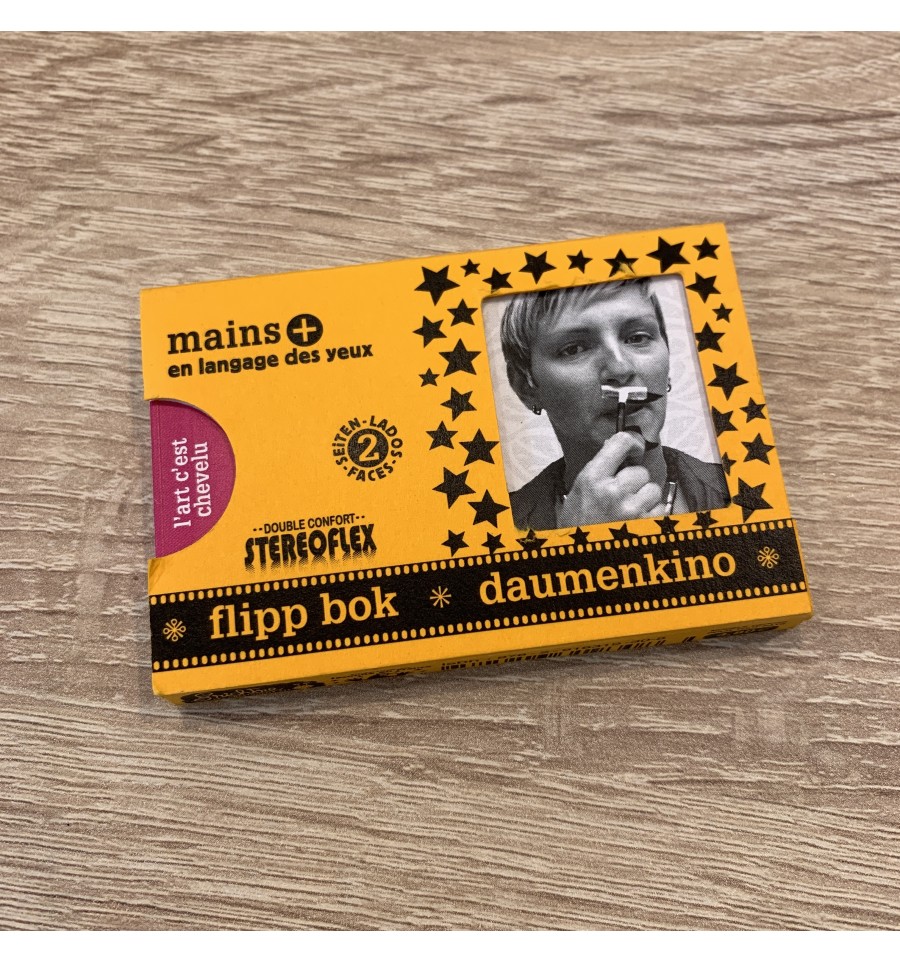 mains +
en langage des yeux
l'art c'est
chevelu
SEiTEN-LADOS-FACES-
2
--DOUBLE CONFORT--
STEREOFLEX
flipp bok * daumenkino